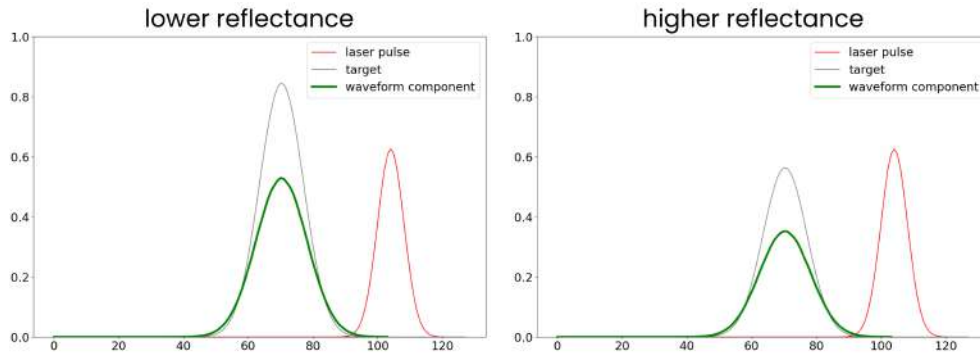 lower reflectance
1.0
0.8
0.6
0.4
0.2
0.0
0 20 40 60 80 100 120
laser pulse
target
waveform component
higher reflectance
1.0
0.8
0.6
0.4
0.2
0.0
0 20 40 60 80 100 120
laser pulse
target
waveform component